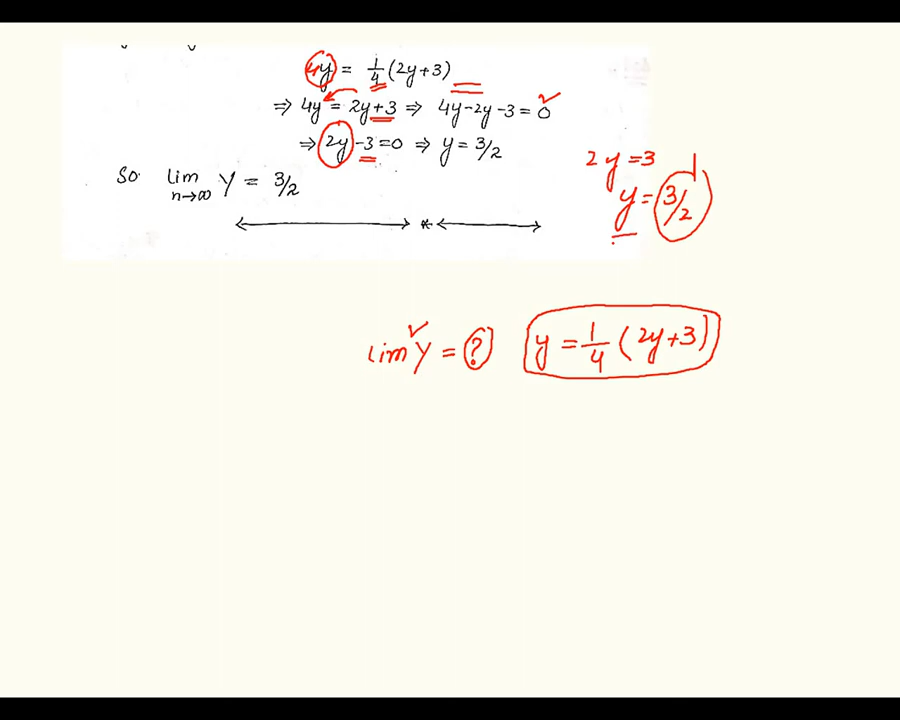 4y = 1/4 (2y+3)
⇒ 4y = 2y+3 ⇒ 4y-2y-3 = 0
⇒ 2y-3=0 ⇒ y = 3/2
2y=3
y = 3/2
So lim n→∞ Y = 3/2
lim Y = ? y = 1/4 (2y+3)